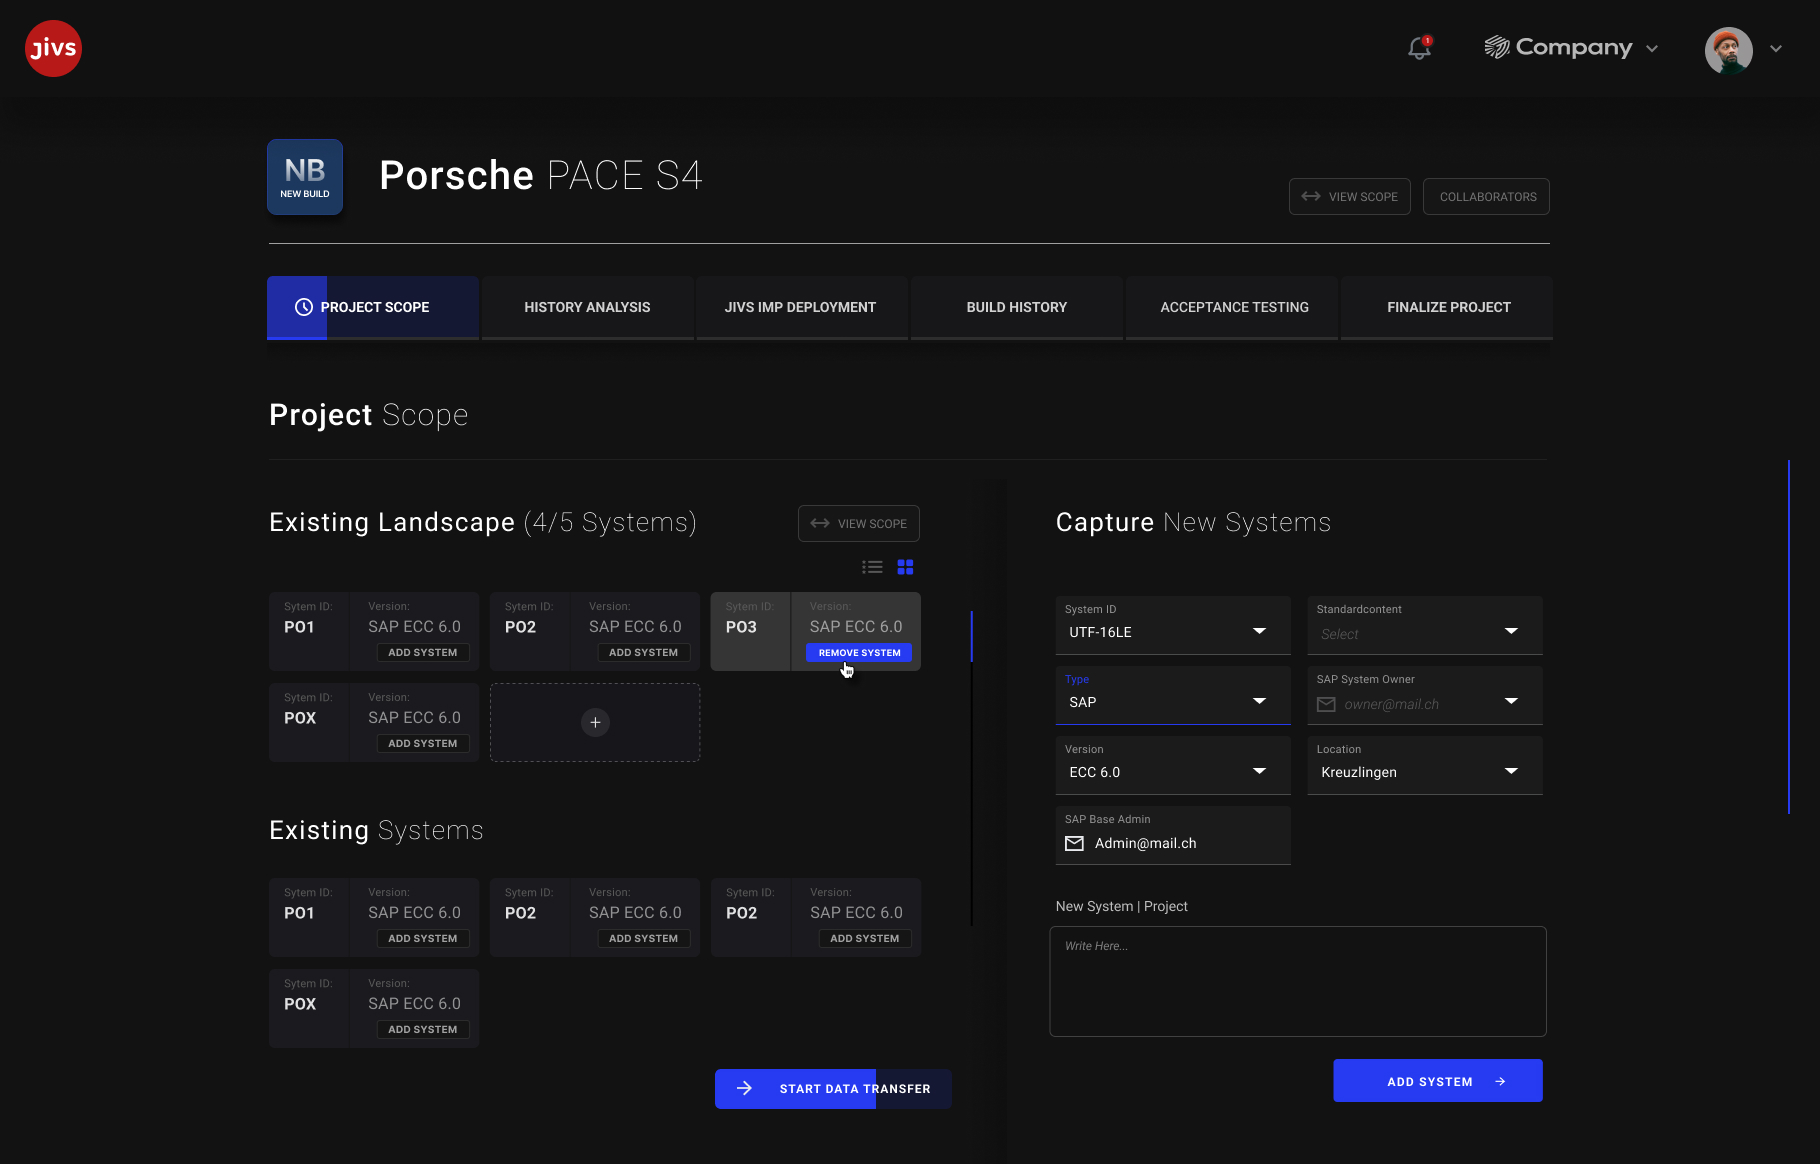 jivs
1
Company
NB
NEW BUILD
Porsche PACE S4
VIEW SCOPE
COLLABORATORS
PROJECT SCOPE
HISTORY ANALYSIS
JIVS IMP DEPLOYMENT
BUILD HISTORY
ACCEPTANCE TESTING
FINALIZE PROJECT
Project Scope
Existing Landscape (4/5 Systems)
VIEW SCOPE
Sytem ID:
PO1
Version:
SAP ECC 6.0
ADD SYSTEM
Sytem ID:
PO2
Version:
SAP ECC 6.0
ADD SYSTEM
Sytem ID:
PO3
Version:
SAP ECC 6.0
REMOVE SYSTEM
Sytem ID:
POX
Version:
SAP ECC 6.0
ADD SYSTEM
+
Existing Systems
Sytem ID:
PO1
Version:
SAP ECC 6.0
ADD SYSTEM
Sytem ID:
PO2
Version:
SAP ECC 6.0
ADD SYSTEM
Sytem ID:
PO2
Version:
SAP ECC 6.0
ADD SYSTEM
Sytem ID:
POX
Version:
SAP ECC 6.0
ADD SYSTEM
START DATA TRANSFER
Capture New Systems
System ID
UTF-16LE
Standardcontent
Select
Type
SAP
SAP System Owner
owner@mail.ch
Version
ECC 6.0
Location
Kreuzlingen
SAP Base Admin
Admin@mail.ch
New System | Project
Write Here...
ADD SYSTEM